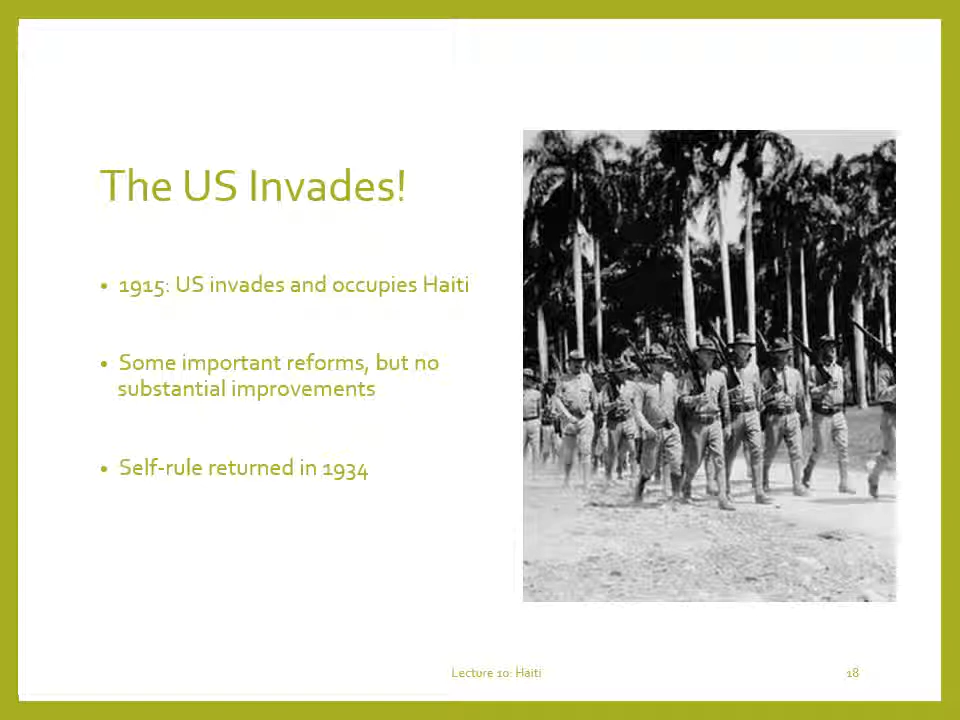 The US Invades!
• 1915: US invades and occupies Haiti
• Some important reforms, but no
substantial improvements
• Self-rule returned in 1934
Lecture 10: Haiti
18